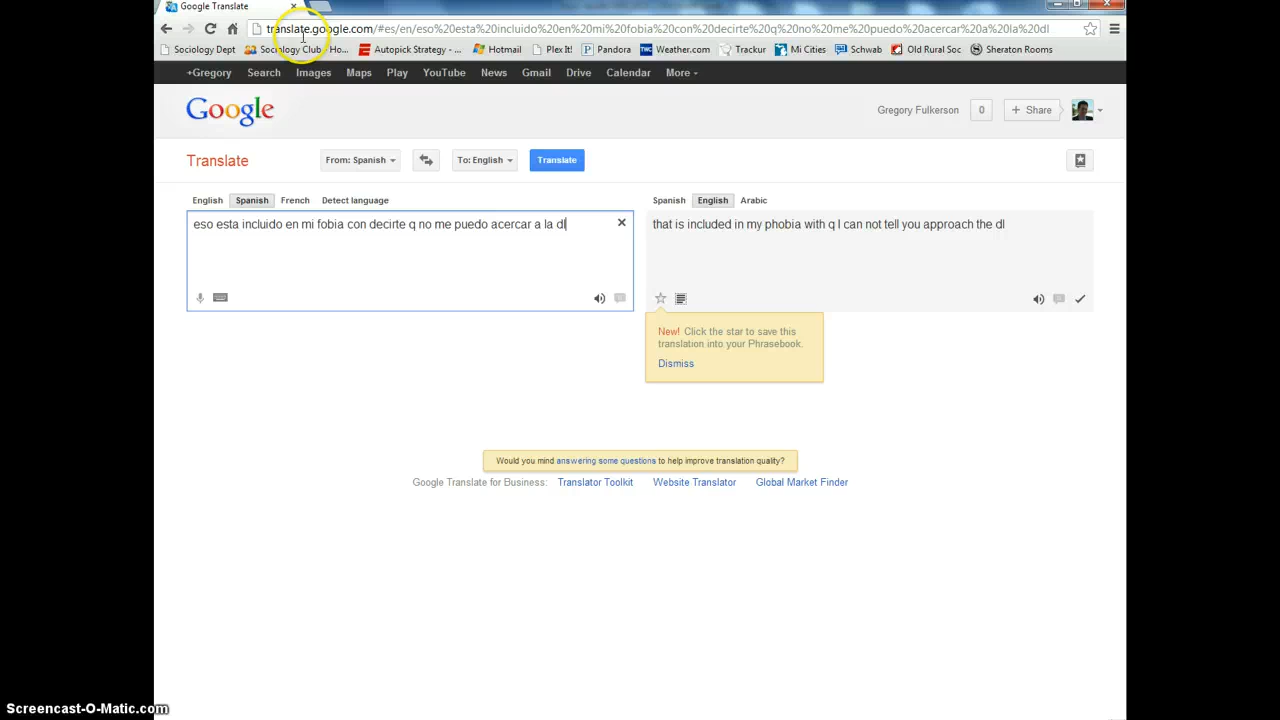 Google Translate
translate.google.com/#es/en/eso%20esta%20incluido%20en%20mi%20fobia%20con%20decirte%20q%20no%20me%20puedo%20acercar%20a%20la%20dl
Sociology Dept Sociology Club - Ho... Autopick Strategy - ... Hotmail Plex It! Pandora Weather.com Trackur Mi Cities Schwab Old Rural Soc Sheraton Rooms
+Gregory Search Images Maps Play YouTube News Gmail Drive Calendar More
Google Gregory Fulkerson 0 + Share
Translate From: Spanish To: English Translate
English Spanish French Detect language Spanish English Arabic
eso esta incluido en mi fobia con decirte q no me puedo acercar a la dl that is included in my phobia with q I can not tell you approach the dl
New! Click the star to save this
translation into your Phrasebook.
Dismiss
Would you mind answering some questions to help improve translation quality?
Google Translate for Business: Translator Toolkit Website Translator Global Market Finder
Screencast-O-Matic.com